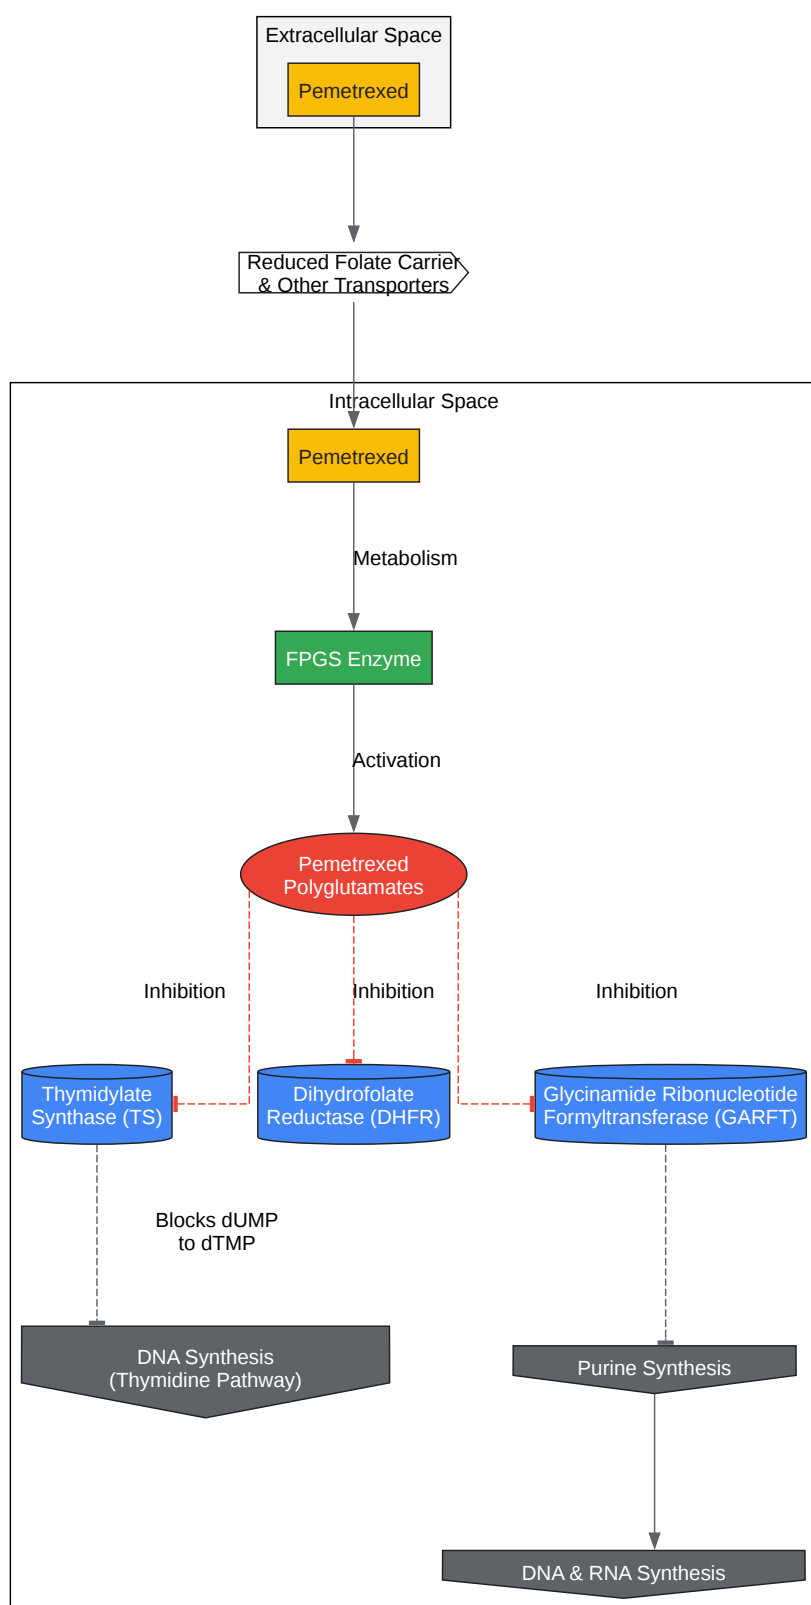 Extracellular Space
Pemetrexed
Reduced Folate Carrier
& Other Transporters
Intracellular Space
Pemetrexed
Metabolism
FPGS Enzyme
Activation
Pemetrexed
Polyglutamates
Inhibition
Inhibition
Inhibition
Thymidylate
Synthase (TS)
Dihydrofolate
Reductase (DHFR)
Glycinamide Ribonucleotide
Formyltransferase (GARFT)
Blocks dUMP
to dTMP
DNA Synthesis
(Thymidine Pathway)
Purine Synthesis
DNA & RNA Synthesis